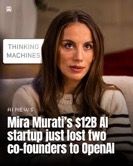 THINKING
MACHINES
Mira Murati's $12B AI
startup just lost two
co-founders to OpenAI